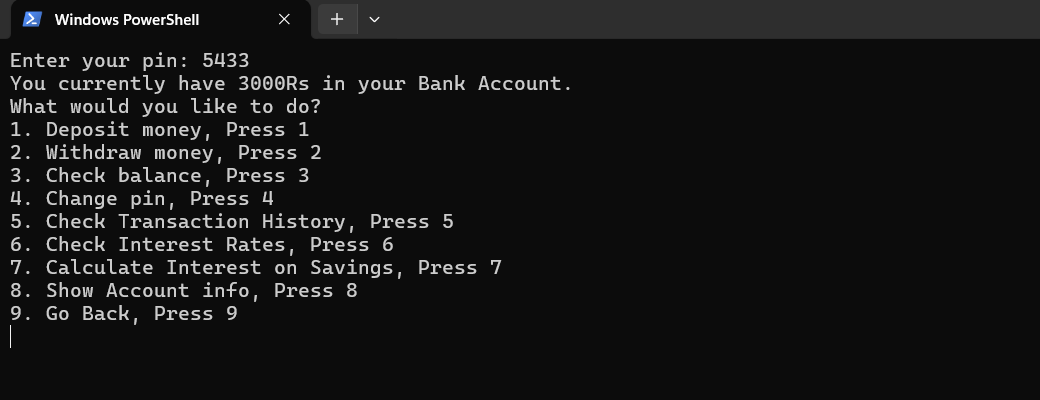 Windows PowerShell
Enter your pin: 5433
You currently have 3000Rs in your Bank Account.
What would you like to do?
1. Deposit money, Press 1
2. Withdraw money, Press 2
3. Check balance, Press 3
4. Change pin, Press 4
5. Check Transaction History, Press 5
6. Check Interest Rates, Press 6
7. Calculate Interest on Savings, Press 7
8. Show Account info, Press 8
9. Go Back, Press 9